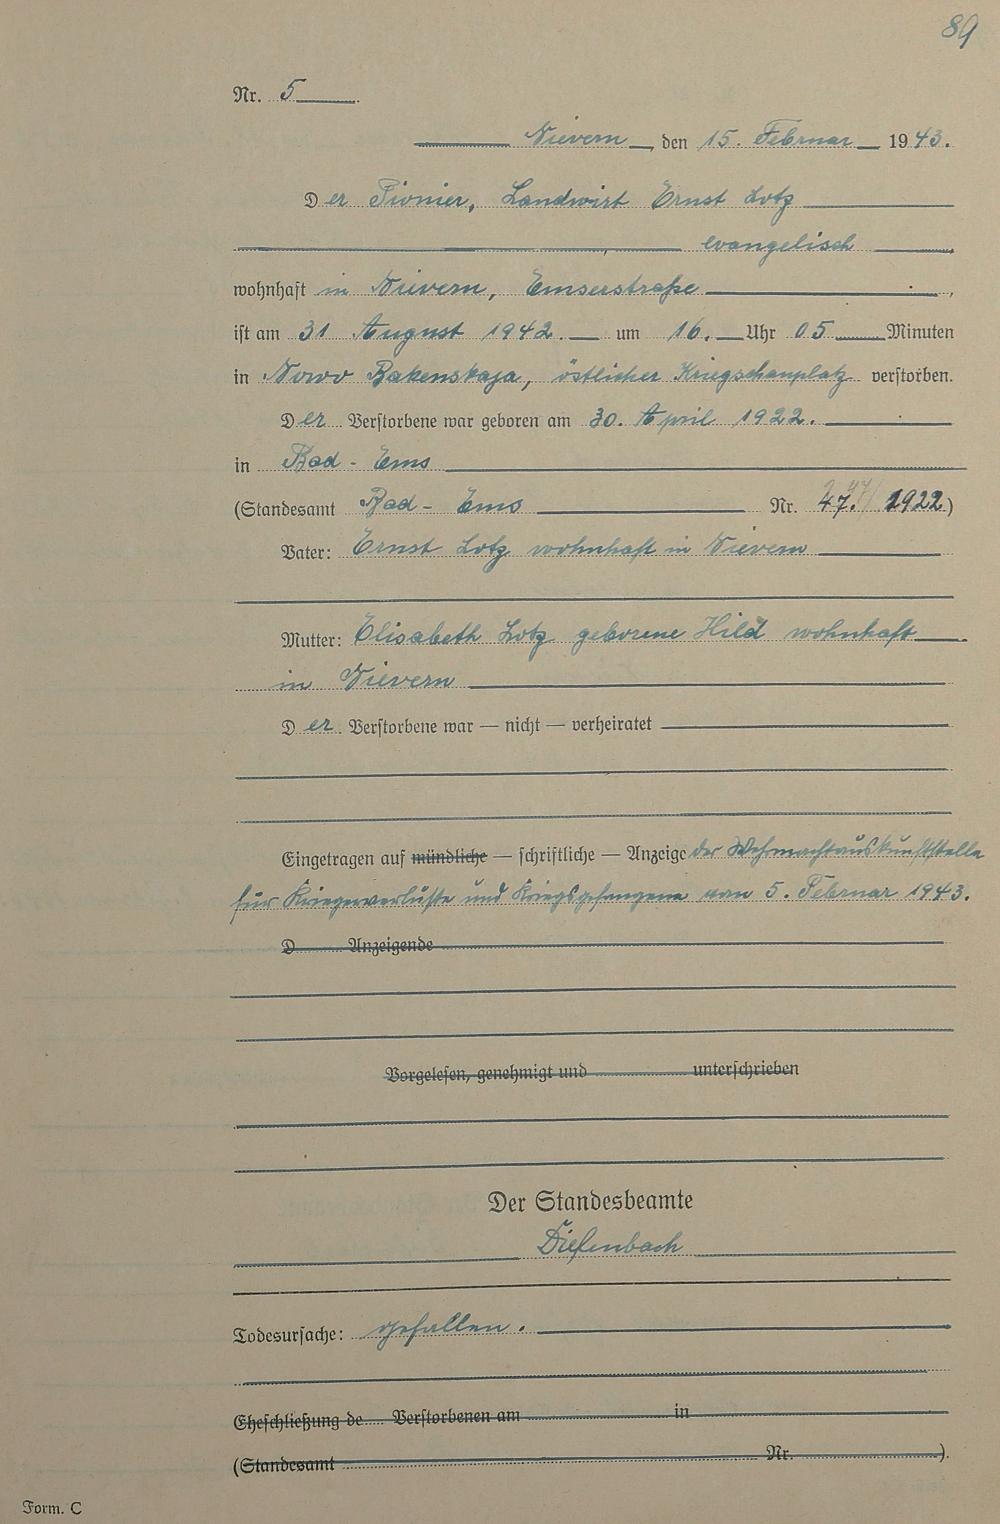 89
Nr. 5
Nievern, den 15. Februar 1943.
Der Pionier, Landwirt Ernst Lotz
evangelisch
wohnhaft in Nievern, Emserstraße
ist am 31 August 1942. um 16. Uhr 05 Minuten
in Nowo Bakanskaja, östlicher Kriegschauplatz verstorben.
Der Verstorbene war geboren am 30. April 1922.
in Bad - Ems
(Standesamt Bad - Ems Nr. 47. 1922)
Vater: Ernst Lotz wohnhaft in Nievern
Mutter: Elisabeth Lotz geborene Hild wohnhaft
in Nievern
Der Verstorbene war — nicht — verheiratet
Eingetragen auf mündliche — schriftliche — Anzeige der Wehrmachtauskunftstelle
für Kriegerverluste und Kriegsgefangene vom 5. Februar 1943.
D Anzeigende
Vorgelesen, genehmigt und unterschrieben
Der Standesbeamte
Diefenbach
Todesursache: gefallen.
Eheschließung de Verstorbenen am in
(Standesamt Nr. ).
Form. C